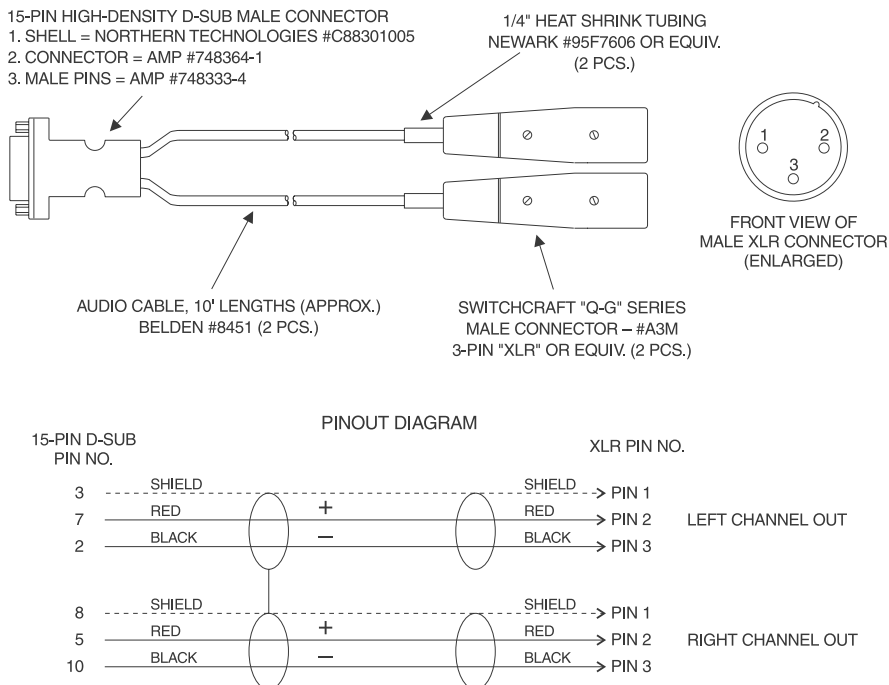 15-PIN HIGH-DENSITY D-SUB MALE CONNECTOR
1. SHELL = NORTHERN TECHNOLOGIES #C88301005
2. CONNECTOR = AMP #748364-1
3. MALE PINS = AMP #748333-4
1/4" HEAT SHRINK TUBING
NEWARK #95F7606 OR EQUIV.
(2 PCS.)
1
2
3
FRONT VIEW OF
MALE XLR CONNECTOR
(ENLARGED)
AUDIO CABLE, 10' LENGTHS (APPROX.)
BELDEN #8451 (2 PCS.)
SWITCHCRAFT "Q-G" SERIES
MALE CONNECTOR – #A3M
3-PIN "XLR" OR EQUIV. (2 PCS.)
PINOUT DIAGRAM
15-PIN D-SUB
PIN NO.
XLR PIN NO.
3 SHIELD SHIELD PIN 1
7 RED + RED PIN 2 LEFT CHANNEL OUT
2 BLACK – BLACK PIN 3
8 SHIELD SHIELD PIN 1
5 RED + RED PIN 2 RIGHT CHANNEL OUT
10 BLACK – BLACK PIN 3